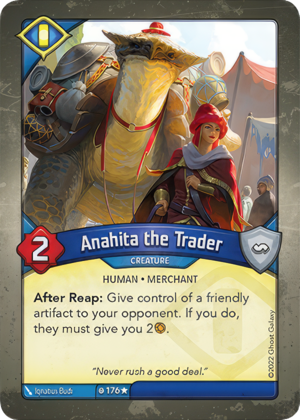 2
Anahita the Trader
CREATURE
HUMAN • MERCHANT
After Reap: Give control of a friendly
artifact to your opponent. If you do,
they must give you 2
“Never rush a good deal.”
Ignatius Budi
176★
©2022 Ghost Galaxy